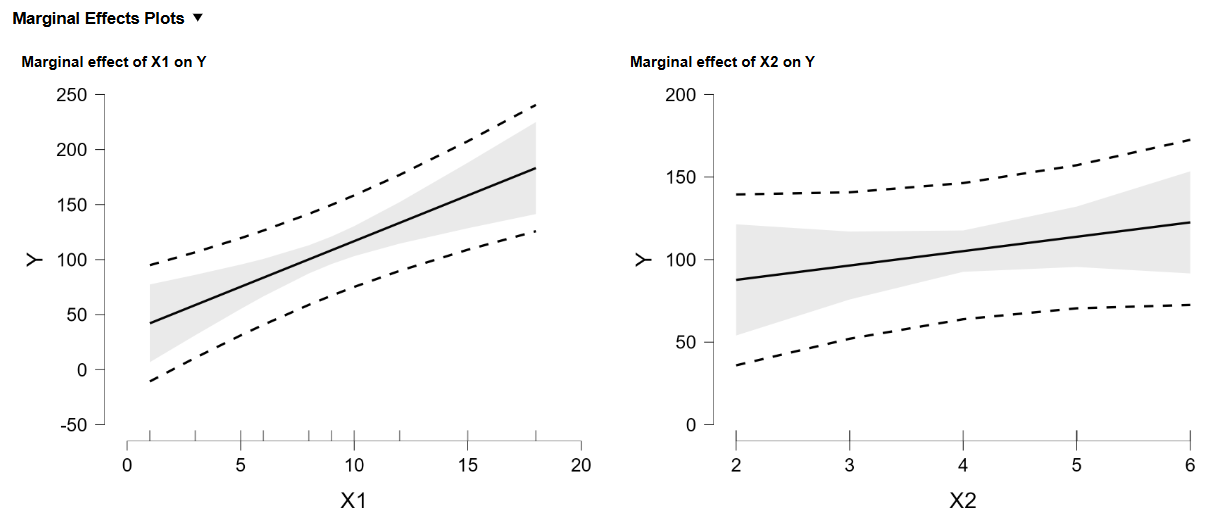 Marginal Effects Plots ▼
Marginal effect of X1 on Y
250
200
150
100
50
0
-50
Y
0 5 10 15 20
X1
Marginal effect of X2 on Y
200
150
100
50
0
Y
2 3 4 5 6
X2